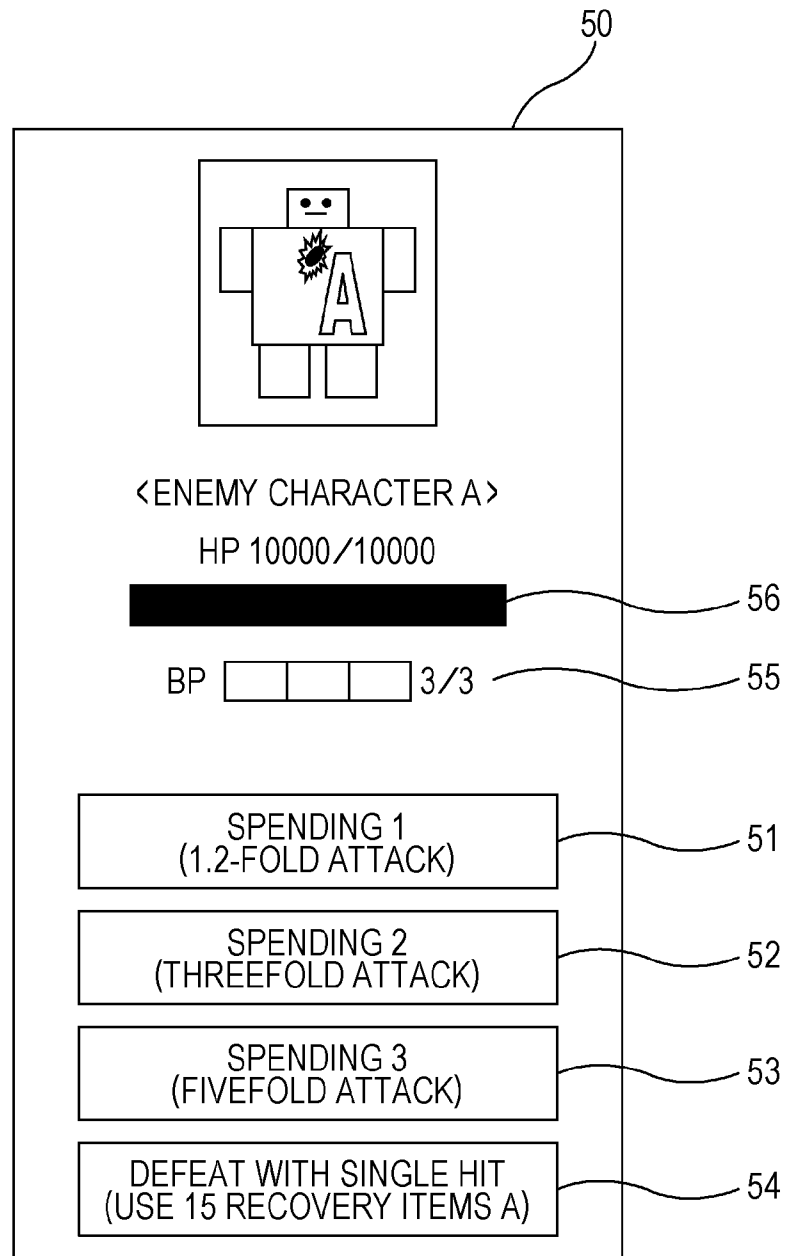 50
A
<ENEMY CHARACTER A>
HP 10000/10000
56
BP 3/3
55
SPENDING 1
(1.2-FOLD ATTACK)
51
SPENDING 2
(THREEFOLD ATTACK)
52
SPENDING 3
(FIVEFOLD ATTACK)
53
DEFEAT WITH SINGLE HIT
(USE 15 RECOVERY ITEMS A)
54